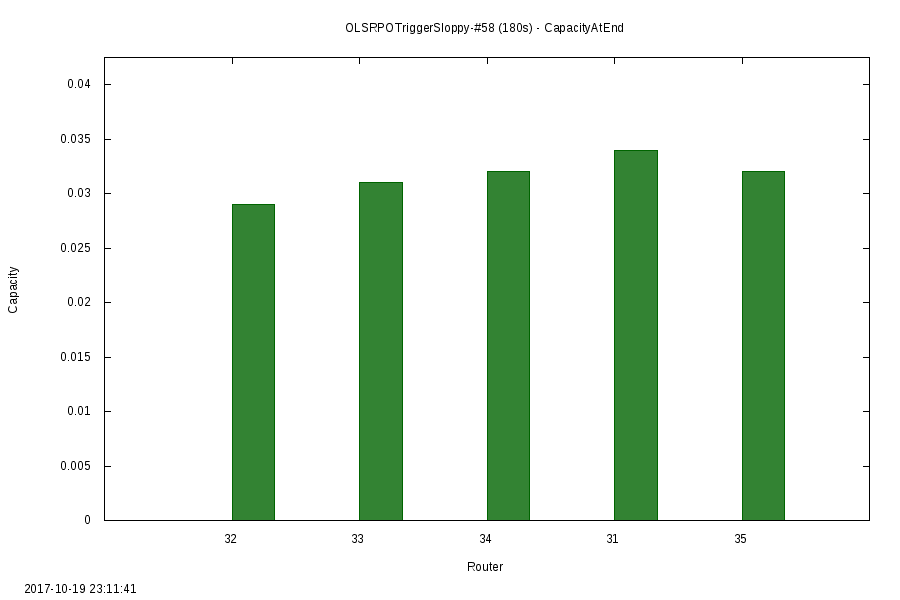 OLSRPOTriggerSloppy-#58 (180s) - CapacityAtEnd
0.04
0.035
0.03
0.025
0.02
0.015
0.01
0.005
0
Capacity
32 33 34 31 35
Router
2017-10-19 23:11:41